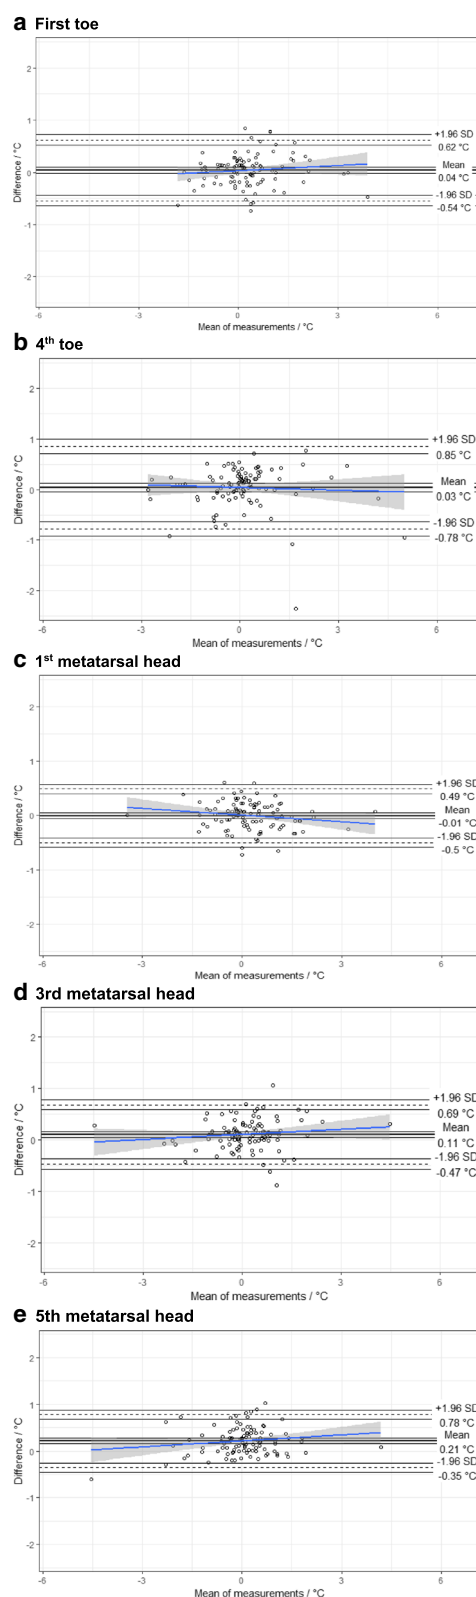 a First toe
2
1
0
-1
-2
Difference / °C
+1.96 SD
0.62 °C
Mean
0.04 °C
-1.96 SD
-0.54 °C
-6 -3 0 3 6
Mean of measurements / °C
b 4th toe
2
1
0
-1
-2
Difference / °C
+1.96 SD
0.85 °C
Mean
0.03 °C
-1.96 SD
-0.78 °C
-6 -3 0 3 6
Mean of measurements / °C
c 1st metatarsal head
2
1
0
-1
-2
Difference / °C
+1.96 SD
0.49 °C
Mean
-0.01 °C
-1.96 SD
-0.5 °C
-6 -3 0 3 6
Mean of measurements / °C
d 3rd metatarsal head
2
1
0
-1
-2
Difference / °C
+1.96 SD
0.69 °C
Mean
0.11 °C
-1.96 SD
-0.47 °C
-6 -3 0 3 6
Mean of measurements / °C
e 5th metatarsal head
2
1
0
-1
-2
Difference / °C
+1.96 SD
0.78 °C
Mean
0.21 °C
-1.96 SD
-0.35 °C
-6 -3 0 3 6
Mean of measurements / °C